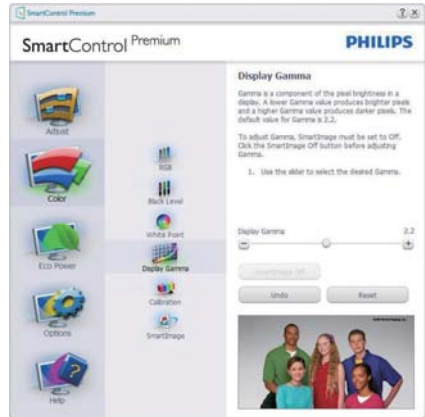 SmartControl Premium
SmartControl Premium
PHILIPS
Adjust
Color
Eco Power
Options
Help
RGB
Black Level
White Point
Display Gamma
Calibration
SmartImage
Display Gamma
Gamma is a component of the pixel brightness in a
display. A lower Gamma value produces brighter pixels
and a higher Gamma value produces darker pixels. The
default value for Gamma is 2.2.
To adjust Gamma, SmartImage must be set to Off.
Click the SmartImage Off button before adjusting
Gamma.
1. Use the slider to select the desired Gamma.
Display Gamma 2.2
SmartImage Off
Undo Reset